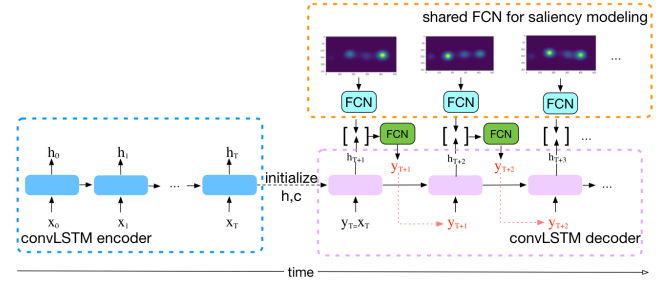 shared FCN for saliency modeling
...
FCN
FCN
FCN
[ ]
FCN
[ ]
FCN
[ ]
...
h0
h1
hT
hT+1
yT+1
hT+2
yT+2
hT+3
...
initialize
h,c
...
x0
x1
xT
yT=xT
yT+1
yT+2
convLSTM encoder
convLSTM decoder
time